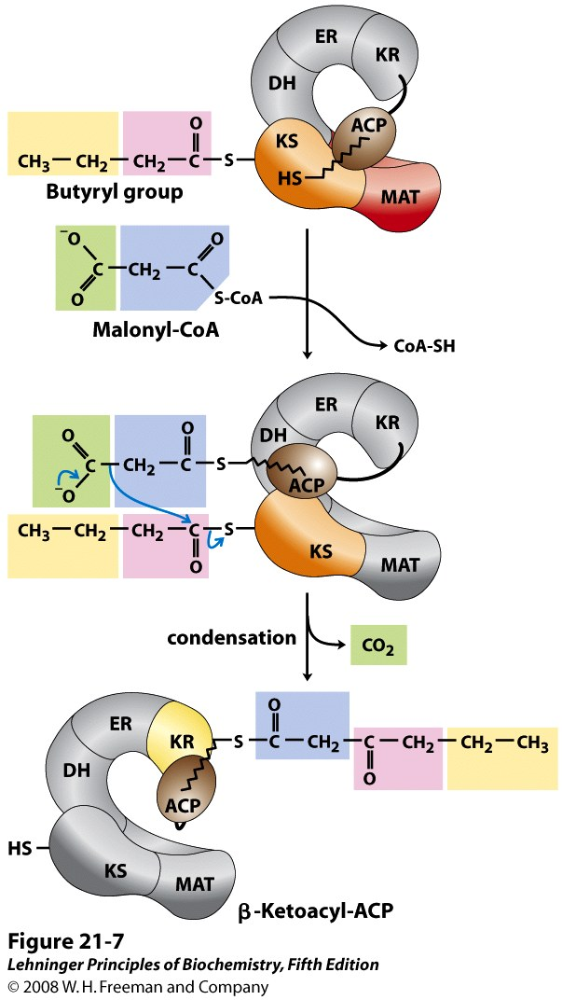 ER
KR
DH
ACP
KS
HS
MAT
O
CH3—CH2—CH2—C—S—
Butyryl group
⁻O
O
C—CH2—C
O
S-CoA
Malonyl-CoA
CoA-SH
ER
KR
DH
ACP
O
O
C—CH2—C—S
⁻O
CH3—CH2—CH2—C—S—
O
KS
MAT
condensation
CO2
ER
KR
DH
ACP
O
S—C—CH2—C—CH2—CH2—CH3
O
HS
KS
MAT
β-Ketoacyl-ACP
Figure 21-7
Lehninger Principles of Biochemistry, Fifth Edition
© 2008 W. H. Freeman and Company